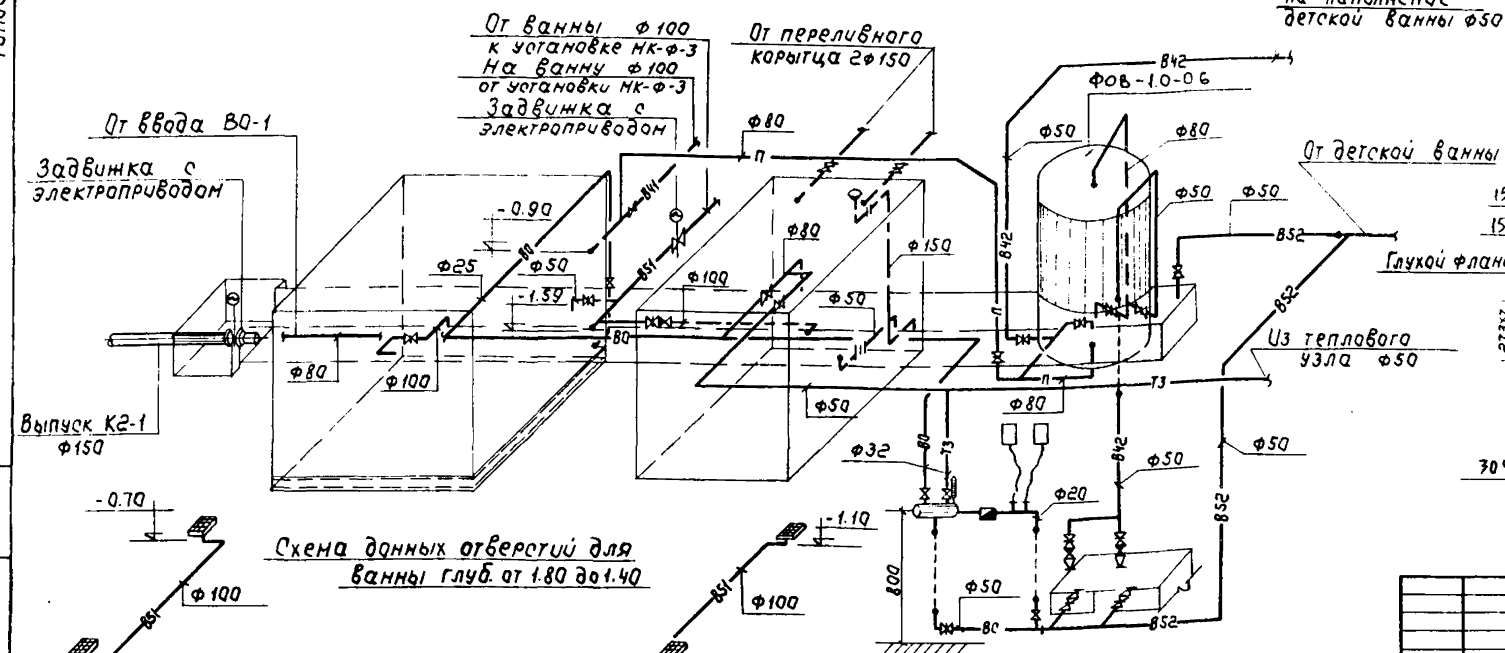 на наполнение
детской ванны ф50
От ванны ф100
к установке МК-Ф-3
На ванну ф100
от установки МК-Ф-3
Задвижка с
электроприводом
От переливного
корытца 2ф150
В42
ФОВ-1.0-0.6
От ввода В0-1
Задвижка с
электроприводом
ф80
П
ф50
ф80
От детской ванны
ф50
ф50
В52
Глухой флан
-0.90
В41
В0
В51
ф25
ф50
-1.50
ф100
ф80
ф50
ф150
В42
П
В52
Из теплового
узла ф50
В0
ф80
ф100
ф50
П
ф80
Т3
Выпуск К2-1
ф150
В0
Т3
ф32
В42
ф50
ф50
ф20
В52
-0.70
-1.10
Схема донных отверстий для
ванны глуб. от 1.80 до 1.40
ф100
В51
ф100
В51
800
ф50
В0
В52